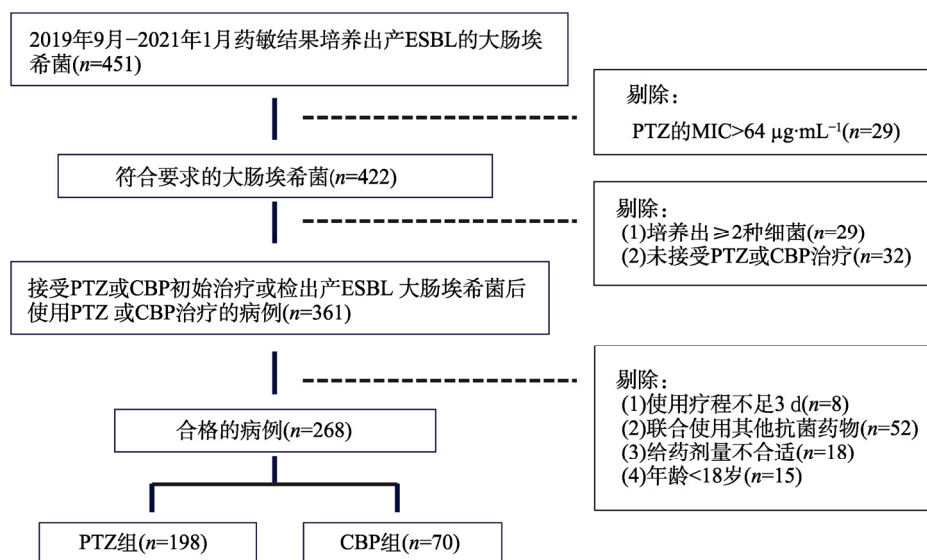 2019年9月−2021年1月药敏结果培养出产ESBL的大肠埃
希菌(n=451)
剔除：
PTZ的MIC>64 μg·mL⁻¹(n=29)
符合要求的大肠埃希菌(n=422)
剔除：
(1)培养出≥2种细菌(n=29)
(2)未接受PTZ或CBP治疗(n=32)
接受PTZ或CBP初始治疗或检出产ESBL 大肠埃希菌后
使用PTZ 或CBP治疗的病例(n=361)
剔除：
(1)使用疗程不足3 d(n=8)
(2)联合使用其他抗菌药物(n=52)
(3)给药剂量不合适(n=18)
(4)年龄<18岁(n=15)
合格的病例(n=268)
PTZ组(n=198)
CBP组(n=70)